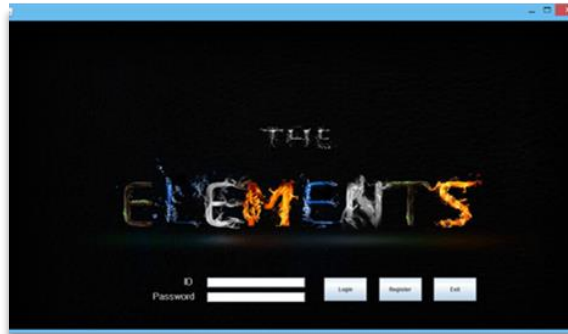 THE
ELEMENTS
ID
Login
Register
Exit
Password